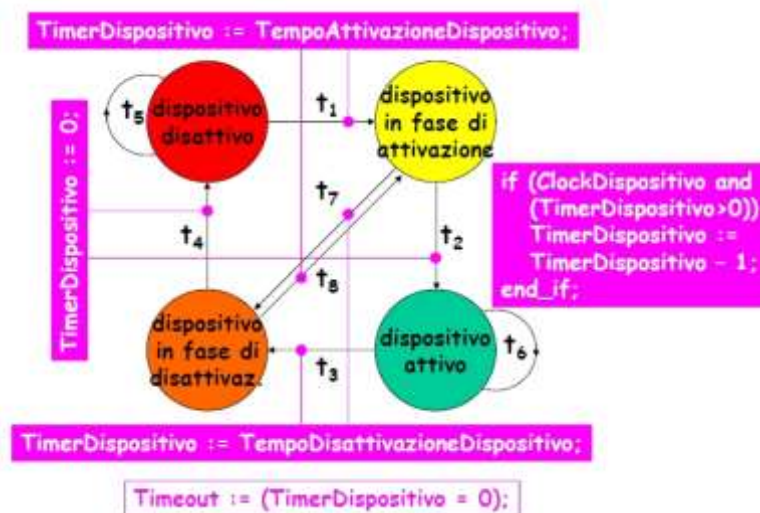 TimerDispositivo := TempoAttivazioneDispositivo;
t5
dispositivo
disattivo
t1
dispositivo
in fase di
attivazione
TimerDispositivo := 0;
t7
if (ClockDispositivo and
(TimerDispositivo>0))
TimerDispositivo :=
TimerDispositivo - 1;
end_if;
t4
t2
t8
dispositivo
in fase di
disattivaz.
t3
dispositivo
attivo
t6
TimerDispositivo := TempoDisattivazioneDispositivo;
Timeout := (TimerDispositivo = 0);